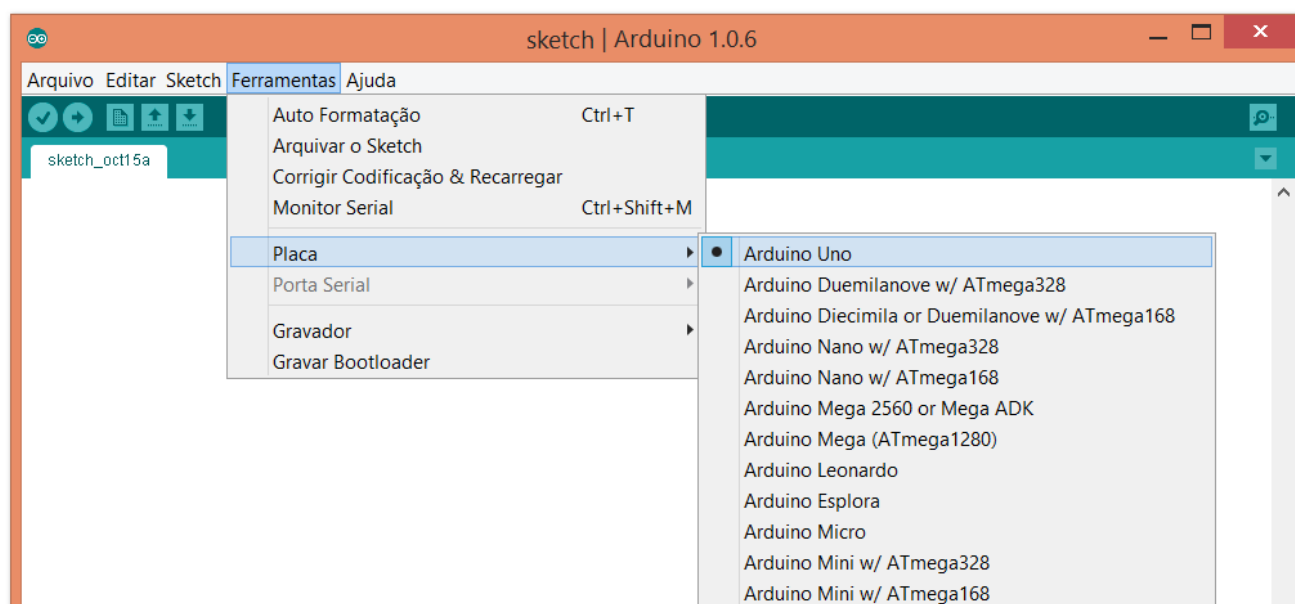 sketch | Arduino 1.0.6
Arquivo Editar Sketch Ferramentas Ajuda
sketch_oct15a
Auto Formatação Ctrl+T
Arquivar o Sketch
Corrigir Codificação & Recarregar
Monitor Serial Ctrl+Shift+M
Placa
Porta Serial
Gravador
Gravar Bootloader
Arduino Uno
Arduino Duemilanove w/ ATmega328
Arduino Diecimila or Duemilanove w/ ATmega168
Arduino Nano w/ ATmega328
Arduino Nano w/ ATmega168
Arduino Mega 2560 or Mega ADK
Arduino Mega (ATmega1280)
Arduino Leonardo
Arduino Esplora
Arduino Micro
Arduino Mini w/ ATmega328
Arduino Mini w/ ATmega168